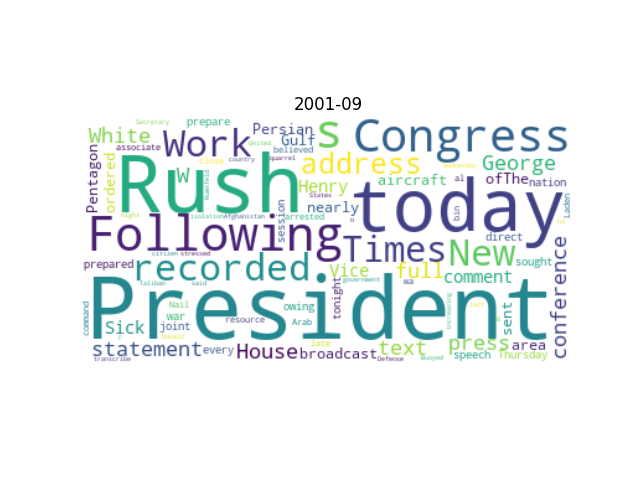 2001-09
Secretary
prepare
White
Work
Persian
s
Congress
united
Gulf
believed
Pentagon
associate
close
country
quarrel
address
George
ordered
Rush
w
Rumsfeld
Henry
aircraft
al
ofThe
nation
States
today
nearly
bin
Laden
night
isolation
Afghanistan
arrested
session
Following
Times
New
direct
citizen
stressed
prepared
recorded
Vice
full
comment
sought
conference
Taliban
said
government
President
tonight
command
Nail
war
owing
sent
Sick
joint
resource
Arab
Donald
statement
every
House
late
broadcast
text
press
area
speech
Thursday
transcribe
Defense